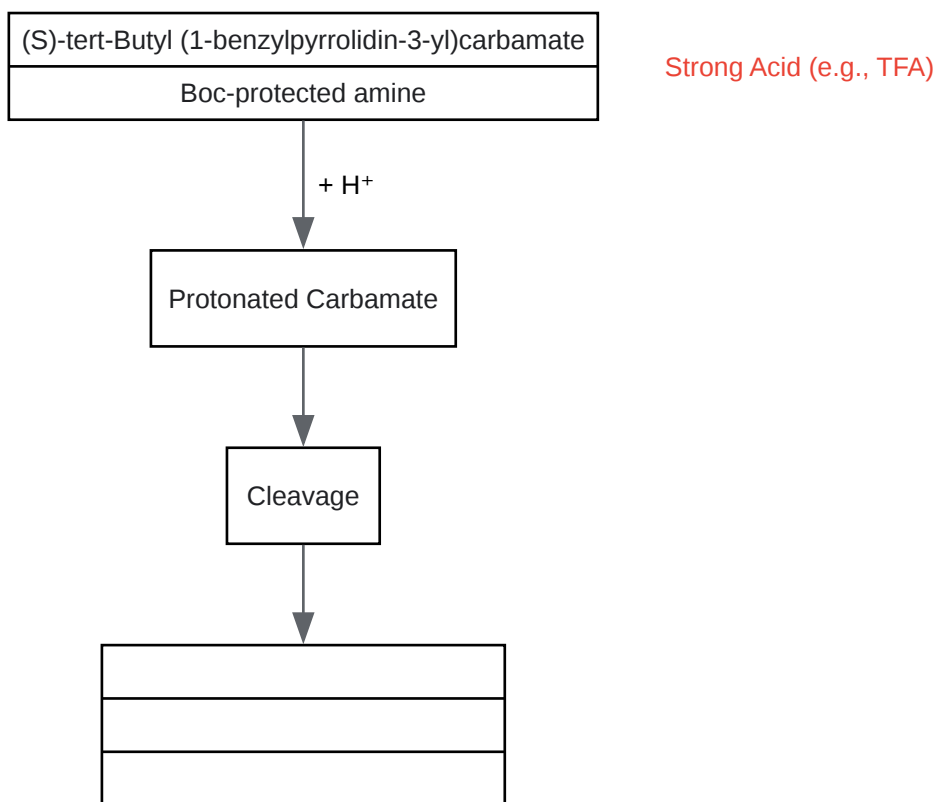 (S)-tert-Butyl (1-benzylpyrrolidin-3-yl)carbamate
Strong Acid (e.g., TFA)
Boc-protected amine
+ H⁺
Protonated Carbamate
Cleavage